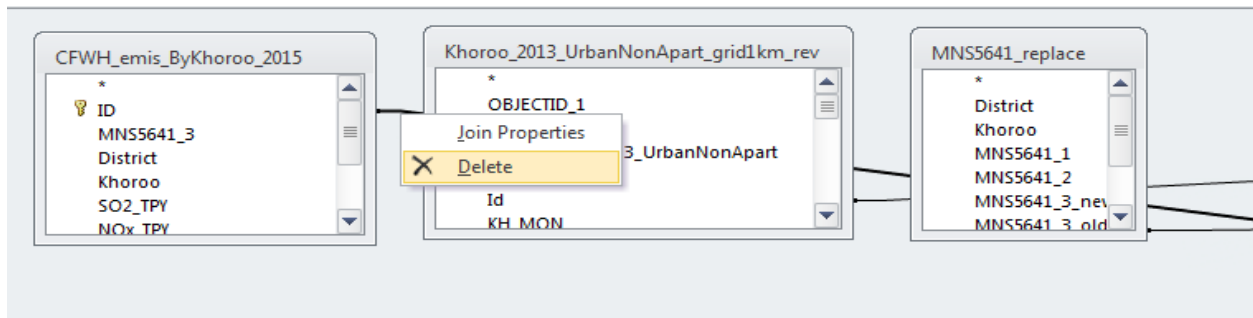 CFWH_emis_ByKhoroo_2015
*
ID
MNS5641_3
District
Khoroo
SO2_TPY
NOx_TPY
Khoroo_2013_UrbanNonApart_grid1km_rev
*
OBJECTID_1
Join Properties
3_UrbanNonApart
Delete
Id
KH_MON
MNS5641_replace
*
District
Khoroo
MNS5641_1
MNS5641_2
MNS5641_3_new
MNS5641_3_old